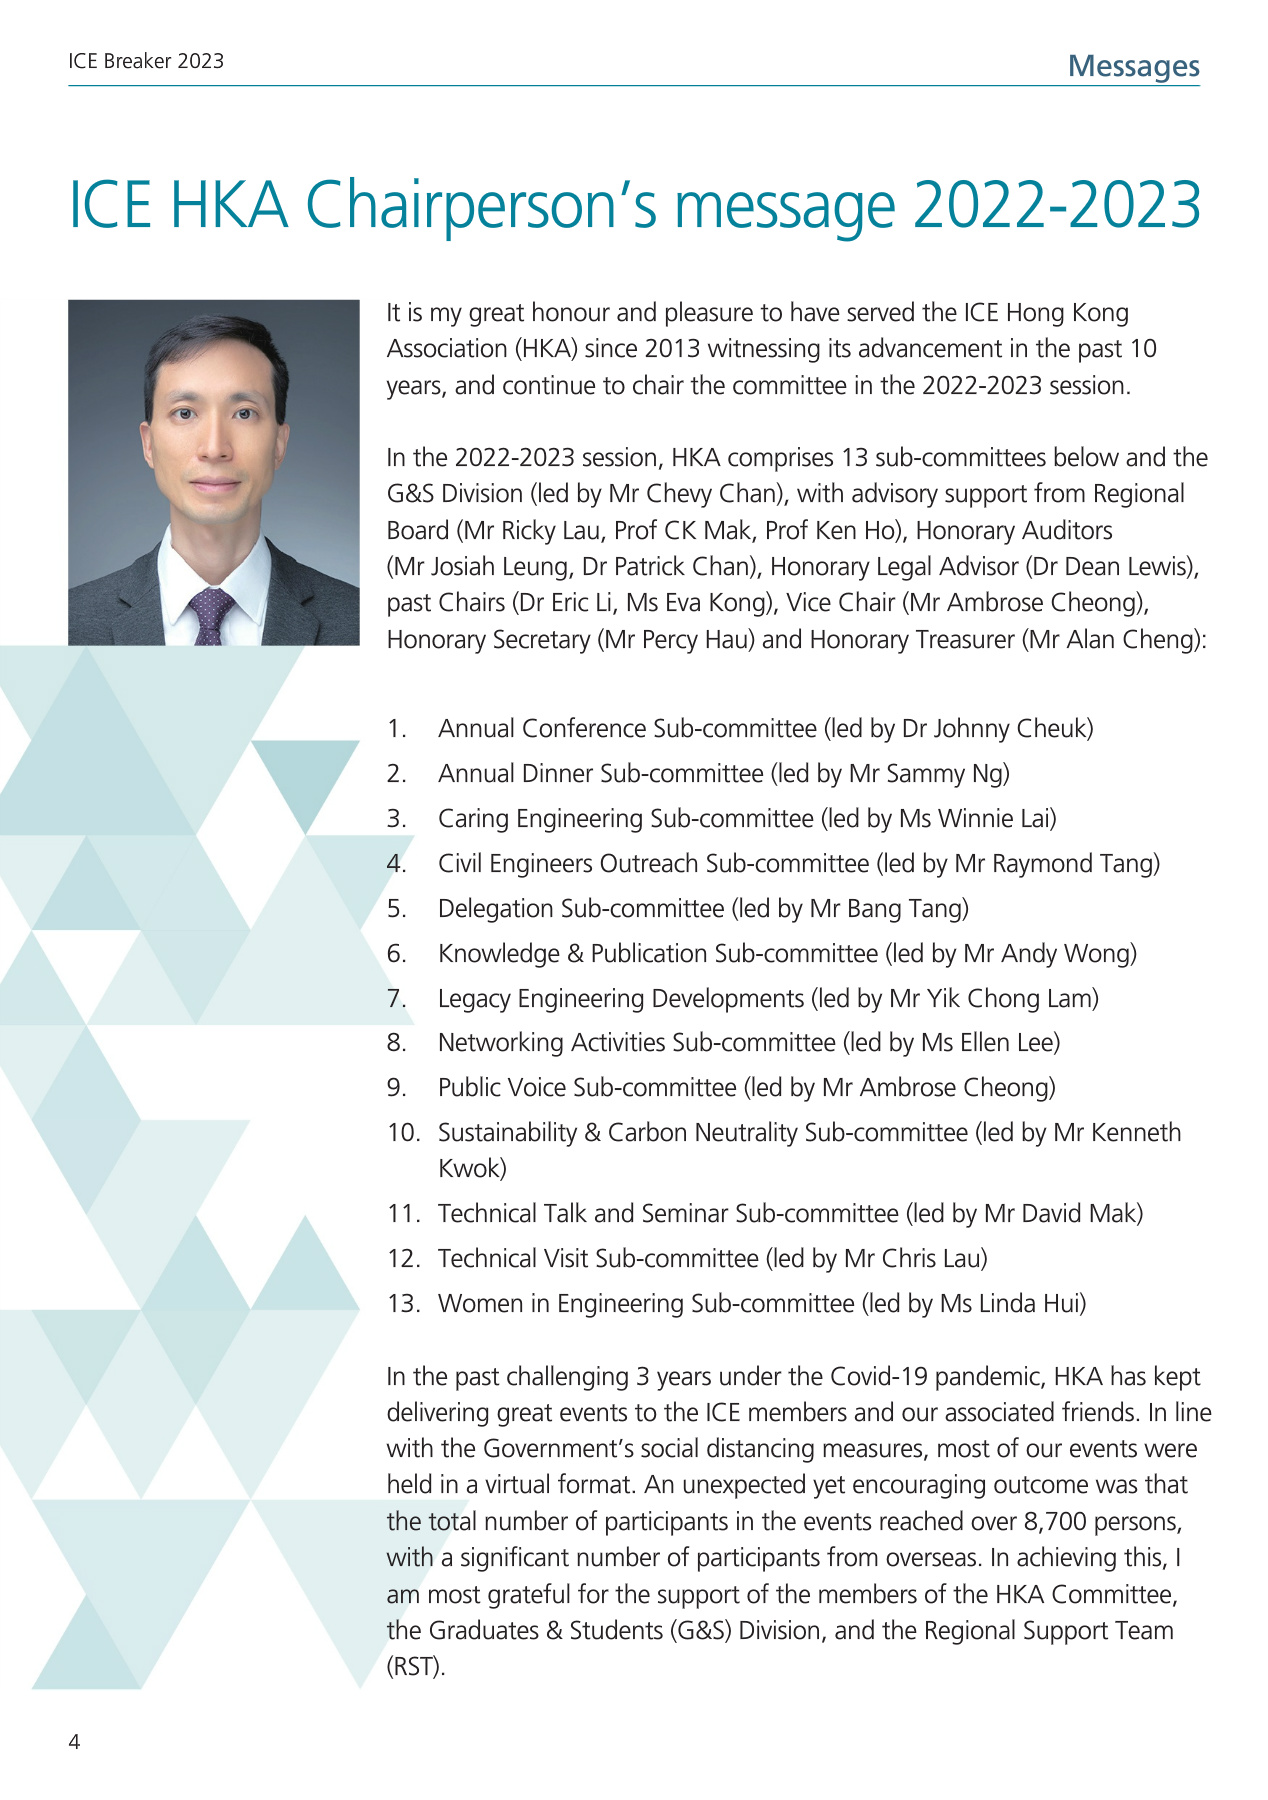 ICE Breaker 2023
Messages
ICE HKA Chairperson’s message 2022-2023
It is my great honour and pleasure to have served the ICE Hong Kong
Association (HKA) since 2013 witnessing its advancement in the past 10
years, and continue to chair the committee in the 2022-2023 session.
In the 2022-2023 session, HKA comprises 13 sub-committees below and the
G&S Division (led by Mr Chevy Chan), with advisory support from Regional
Board (Mr Ricky Lau, Prof CK Mak, Prof Ken Ho), Honorary Auditors
(Mr Josiah Leung, Dr Patrick Chan), Honorary Legal Advisor (Dr Dean Lewis),
past Chairs (Dr Eric Li, Ms Eva Kong), Vice Chair (Mr Ambrose Cheong),
Honorary Secretary (Mr Percy Hau) and Honorary Treasurer (Mr Alan Cheng):
1. Annual Conference Sub-committee (led by Dr Johnny Cheuk)
2. Annual Dinner Sub-committee (led by Mr Sammy Ng)
3. Caring Engineering Sub-committee (led by Ms Winnie Lai)
4. Civil Engineers Outreach Sub-committee (led by Mr Raymond Tang)
5. Delegation Sub-committee (led by Mr Bang Tang)
6. Knowledge & Publication Sub-committee (led by Mr Andy Wong)
7. Legacy Engineering Developments (led by Mr Yik Chong Lam)
8. Networking Activities Sub-committee (led by Ms Ellen Lee)
9. Public Voice Sub-committee (led by Mr Ambrose Cheong)
10. Sustainability & Carbon Neutrality Sub-committee (led by Mr Kenneth
Kwok)
11. Technical Talk and Seminar Sub-committee (led by Mr David Mak)
12. Technical Visit Sub-committee (led by Mr Chris Lau)
13. Women in Engineering Sub-committee (led by Ms Linda Hui)
In the past challenging 3 years under the Covid-19 pandemic, HKA has kept
delivering great events to the ICE members and our associated friends. In line
with the Government’s social distancing measures, most of our events were
held in a virtual format. An unexpected yet encouraging outcome was that
the total number of participants in the events reached over 8,700 persons,
with a significant number of participants from overseas. In achieving this, I
am most grateful for the support of the members of the HKA Committee,
the Graduates & Students (G&S) Division, and the Regional Support Team
(RST).
4